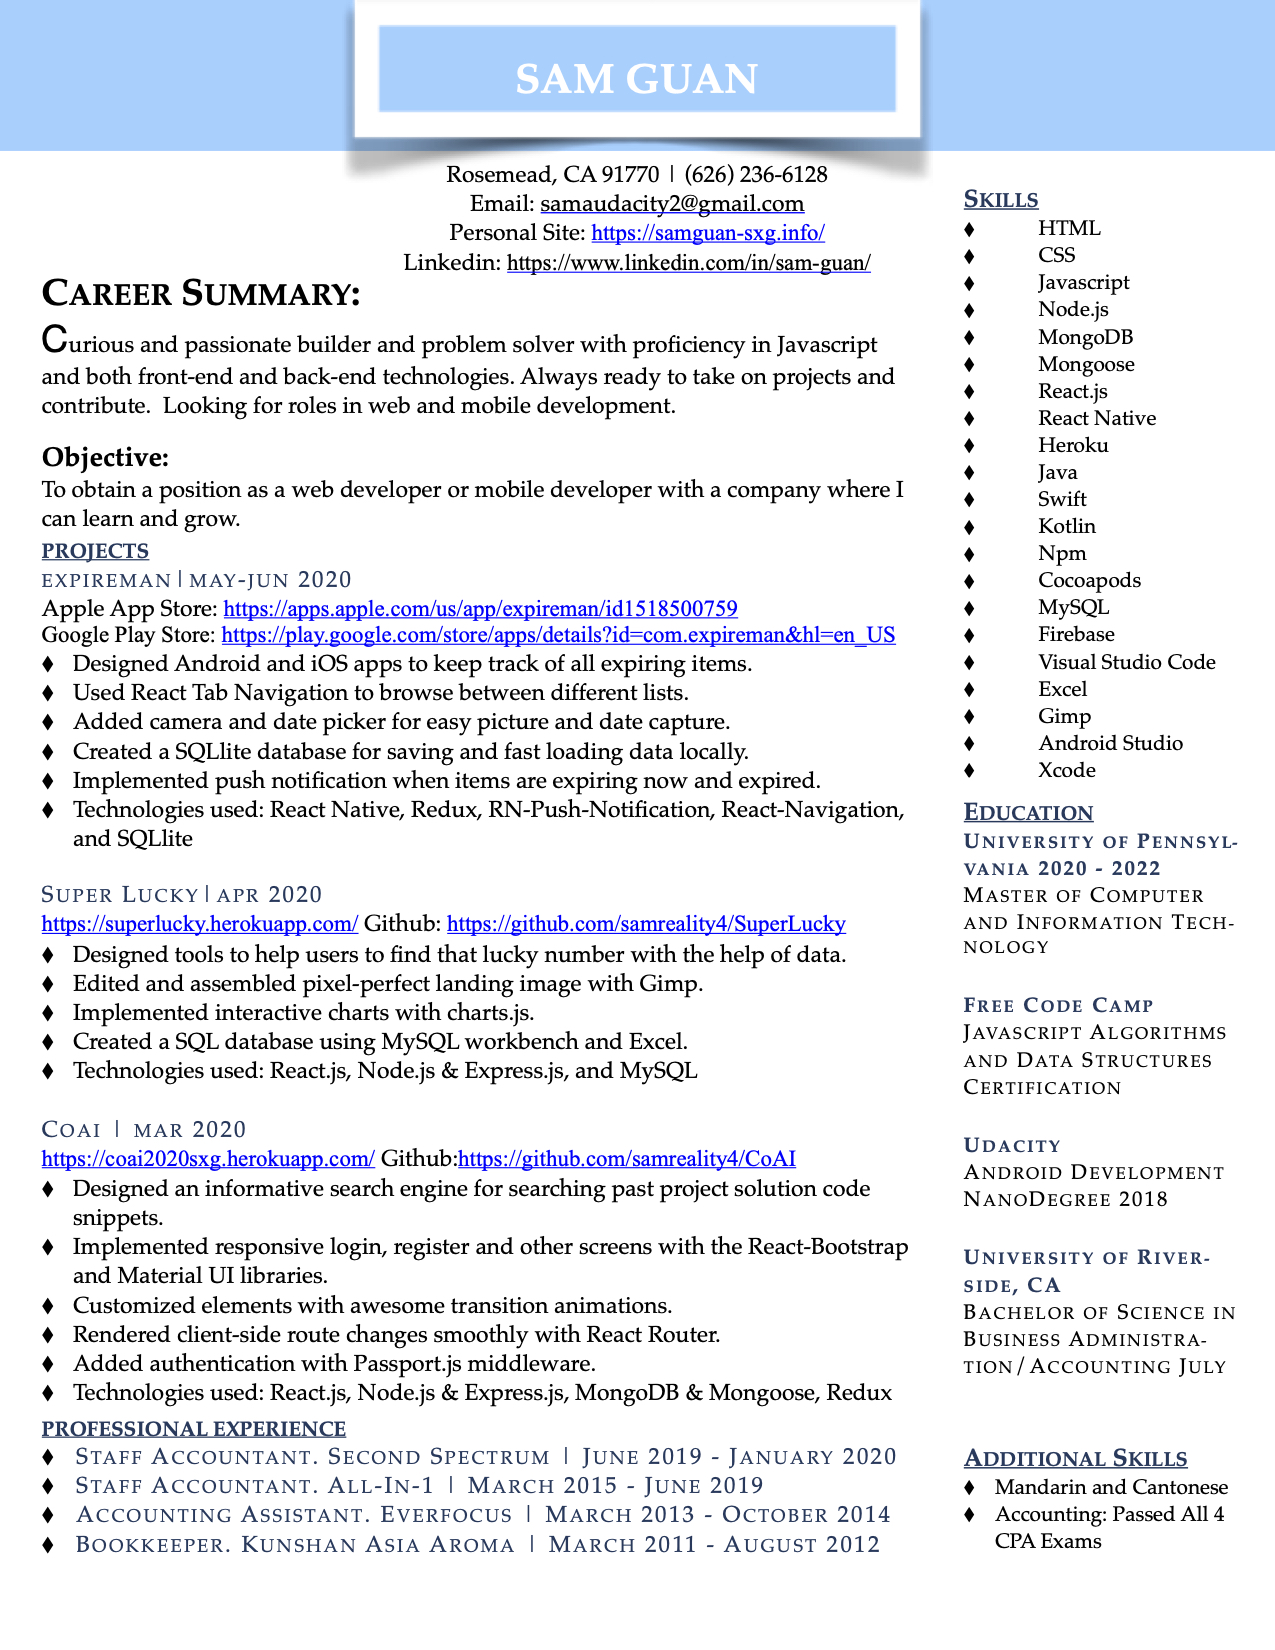 SAM GUAN
Rosemead, CA 91770 | (626) 236-6128
Email: samaudacity2@gmail.com
Personal Site: https://samguan-sxg.info/
Linkedin: https://www.linkedin.com/in/sam-guan/
CAREER SUMMARY:
Curious and passionate builder and problem solver with proficiency in Javascript
and both front-end and back-end technologies. Always ready to take on projects and
contribute.  Looking for roles in web and mobile development.
Objective:
To obtain a position as a web developer or mobile developer with a company where I
can learn and grow.
PROJECTS
EXPIREMAN | MAY-JUN 2020
Apple App Store: https://apps.apple.com/us/app/expireman/id1518500759
Google Play Store: https://play.google.com/store/apps/details?id=com.expireman&hl=en_US
♦ Designed Android and iOS apps to keep track of all expiring items.
♦ Used React Tab Navigation to browse between different lists.
♦ Added camera and date picker for easy picture and date capture.
♦ Created a SQLlite database for saving and fast loading data locally.
♦ Implemented push notification when items are expiring now and expired.
♦ Technologies used: React Native, Redux, RN-Push-Notification, React-Navigation,
and SQLlite
SUPER LUCKY | APR 2020
https://superlucky.herokuapp.com/ Github: https://github.com/samreality4/SuperLucky
♦ Designed tools to help users to find that lucky number with the help of data.
♦ Edited and assembled pixel-perfect landing image with Gimp.
♦ Implemented interactive charts with charts.js.
♦ Created a SQL database using MySQL workbench and Excel.
♦ Technologies used: React.js, Node.js & Express.js, and MySQL
COAI | MAR 2020
https://coai2020sxg.herokuapp.com/ Github:https://github.com/samreality4/CoAI
♦ Designed an informative search engine for searching past project solution code
snippets.
♦ Implemented responsive login, register and other screens with the React-Bootstrap
and Material UI libraries.
♦ Customized elements with awesome transition animations.
♦ Rendered client-side route changes smoothly with React Router.
♦ Added authentication with Passport.js middleware.
♦ Technologies used: React.js, Node.js & Express.js, MongoDB & Mongoose, Redux
PROFESSIONAL EXPERIENCE
♦ STAFF ACCOUNTANT. SECOND SPECTRUM | JUNE 2019 - JANUARY 2020
♦ STAFF ACCOUNTANT. ALL-IN-1 | MARCH 2015 - JUNE 2019
♦ ACCOUNTING ASSISTANT. EVERFOCUS | MARCH 2013 - OCTOBER 2014
♦ BOOKKEEPER. KUNSHAN ASIA AROMA | MARCH 2011 - AUGUST 2012
SKILLS
♦ HTML
♦ CSS
♦ Javascript
♦ Node.js
♦ MongoDB
♦ Mongoose
♦ React.js
♦ React Native
♦ Heroku
♦ Java
♦ Swift
♦ Kotlin
♦ Npm
♦ Cocoapods
♦ MySQL
♦ Firebase
♦ Visual Studio Code
♦ Excel
♦ Gimp
♦ Android Studio
♦ Xcode
EDUCATION
UNIVERSITY OF PENNSYL-
VANIA 2020 - 2022
MASTER OF COMPUTER
AND INFORMATION TECH-
NOLOGY
FREE CODE CAMP
JAVASCRIPT ALGORITHMS
AND DATA STRUCTURES
CERTIFICATION
UDACITY
ANDROID DEVELOPMENT
NANODEGREE 2018
UNIVERSITY OF RIVER-
SIDE, CA
BACHELOR OF SCIENCE IN
BUSINESS ADMINISTRA-
TION/ACCOUNTING JULY
ADDITIONAL SKILLS
♦ Mandarin and Cantonese
♦ Accounting: Passed All 4
CPA Exams